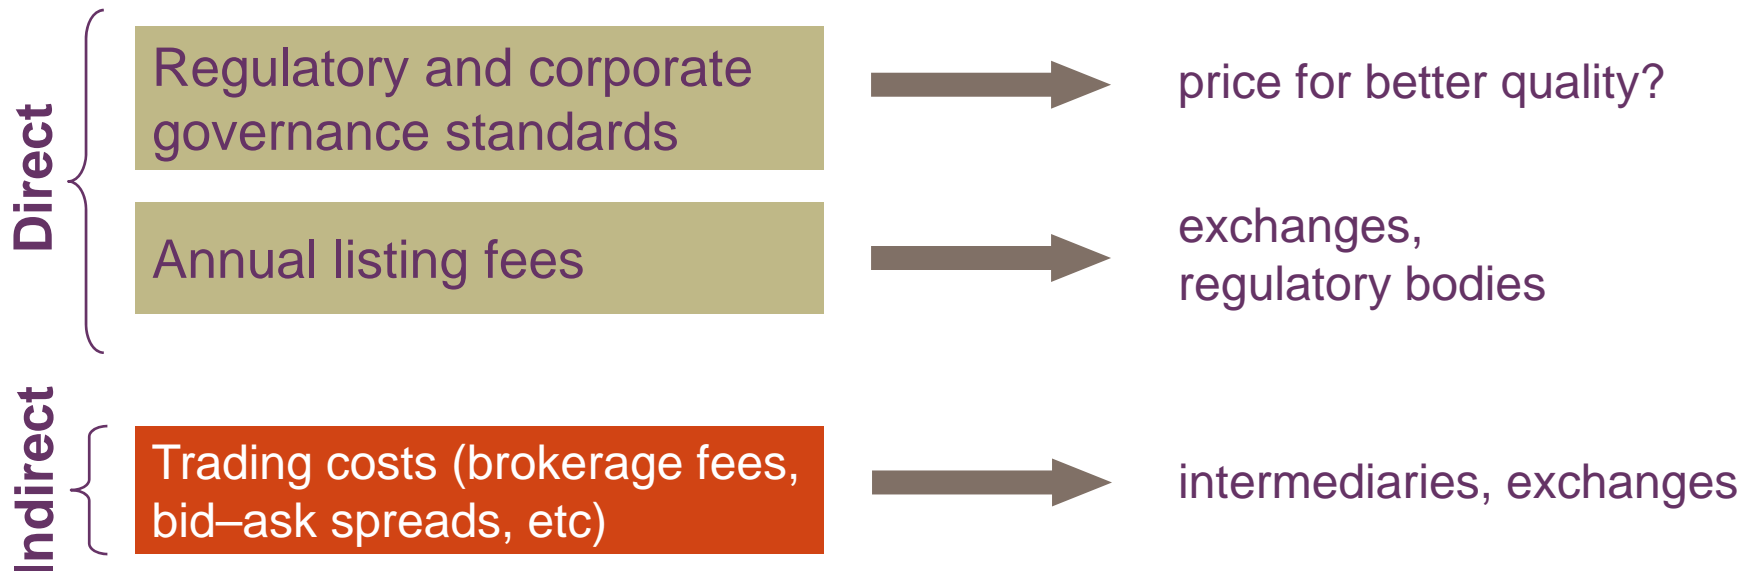 Direct
Regulatory and corporate
governance standards
price for better quality?
Annual listing fees
exchanges,
regulatory bodies
Indirect
Trading costs (brokerage fees,
bid–ask spreads, etc)
intermediaries, exchanges